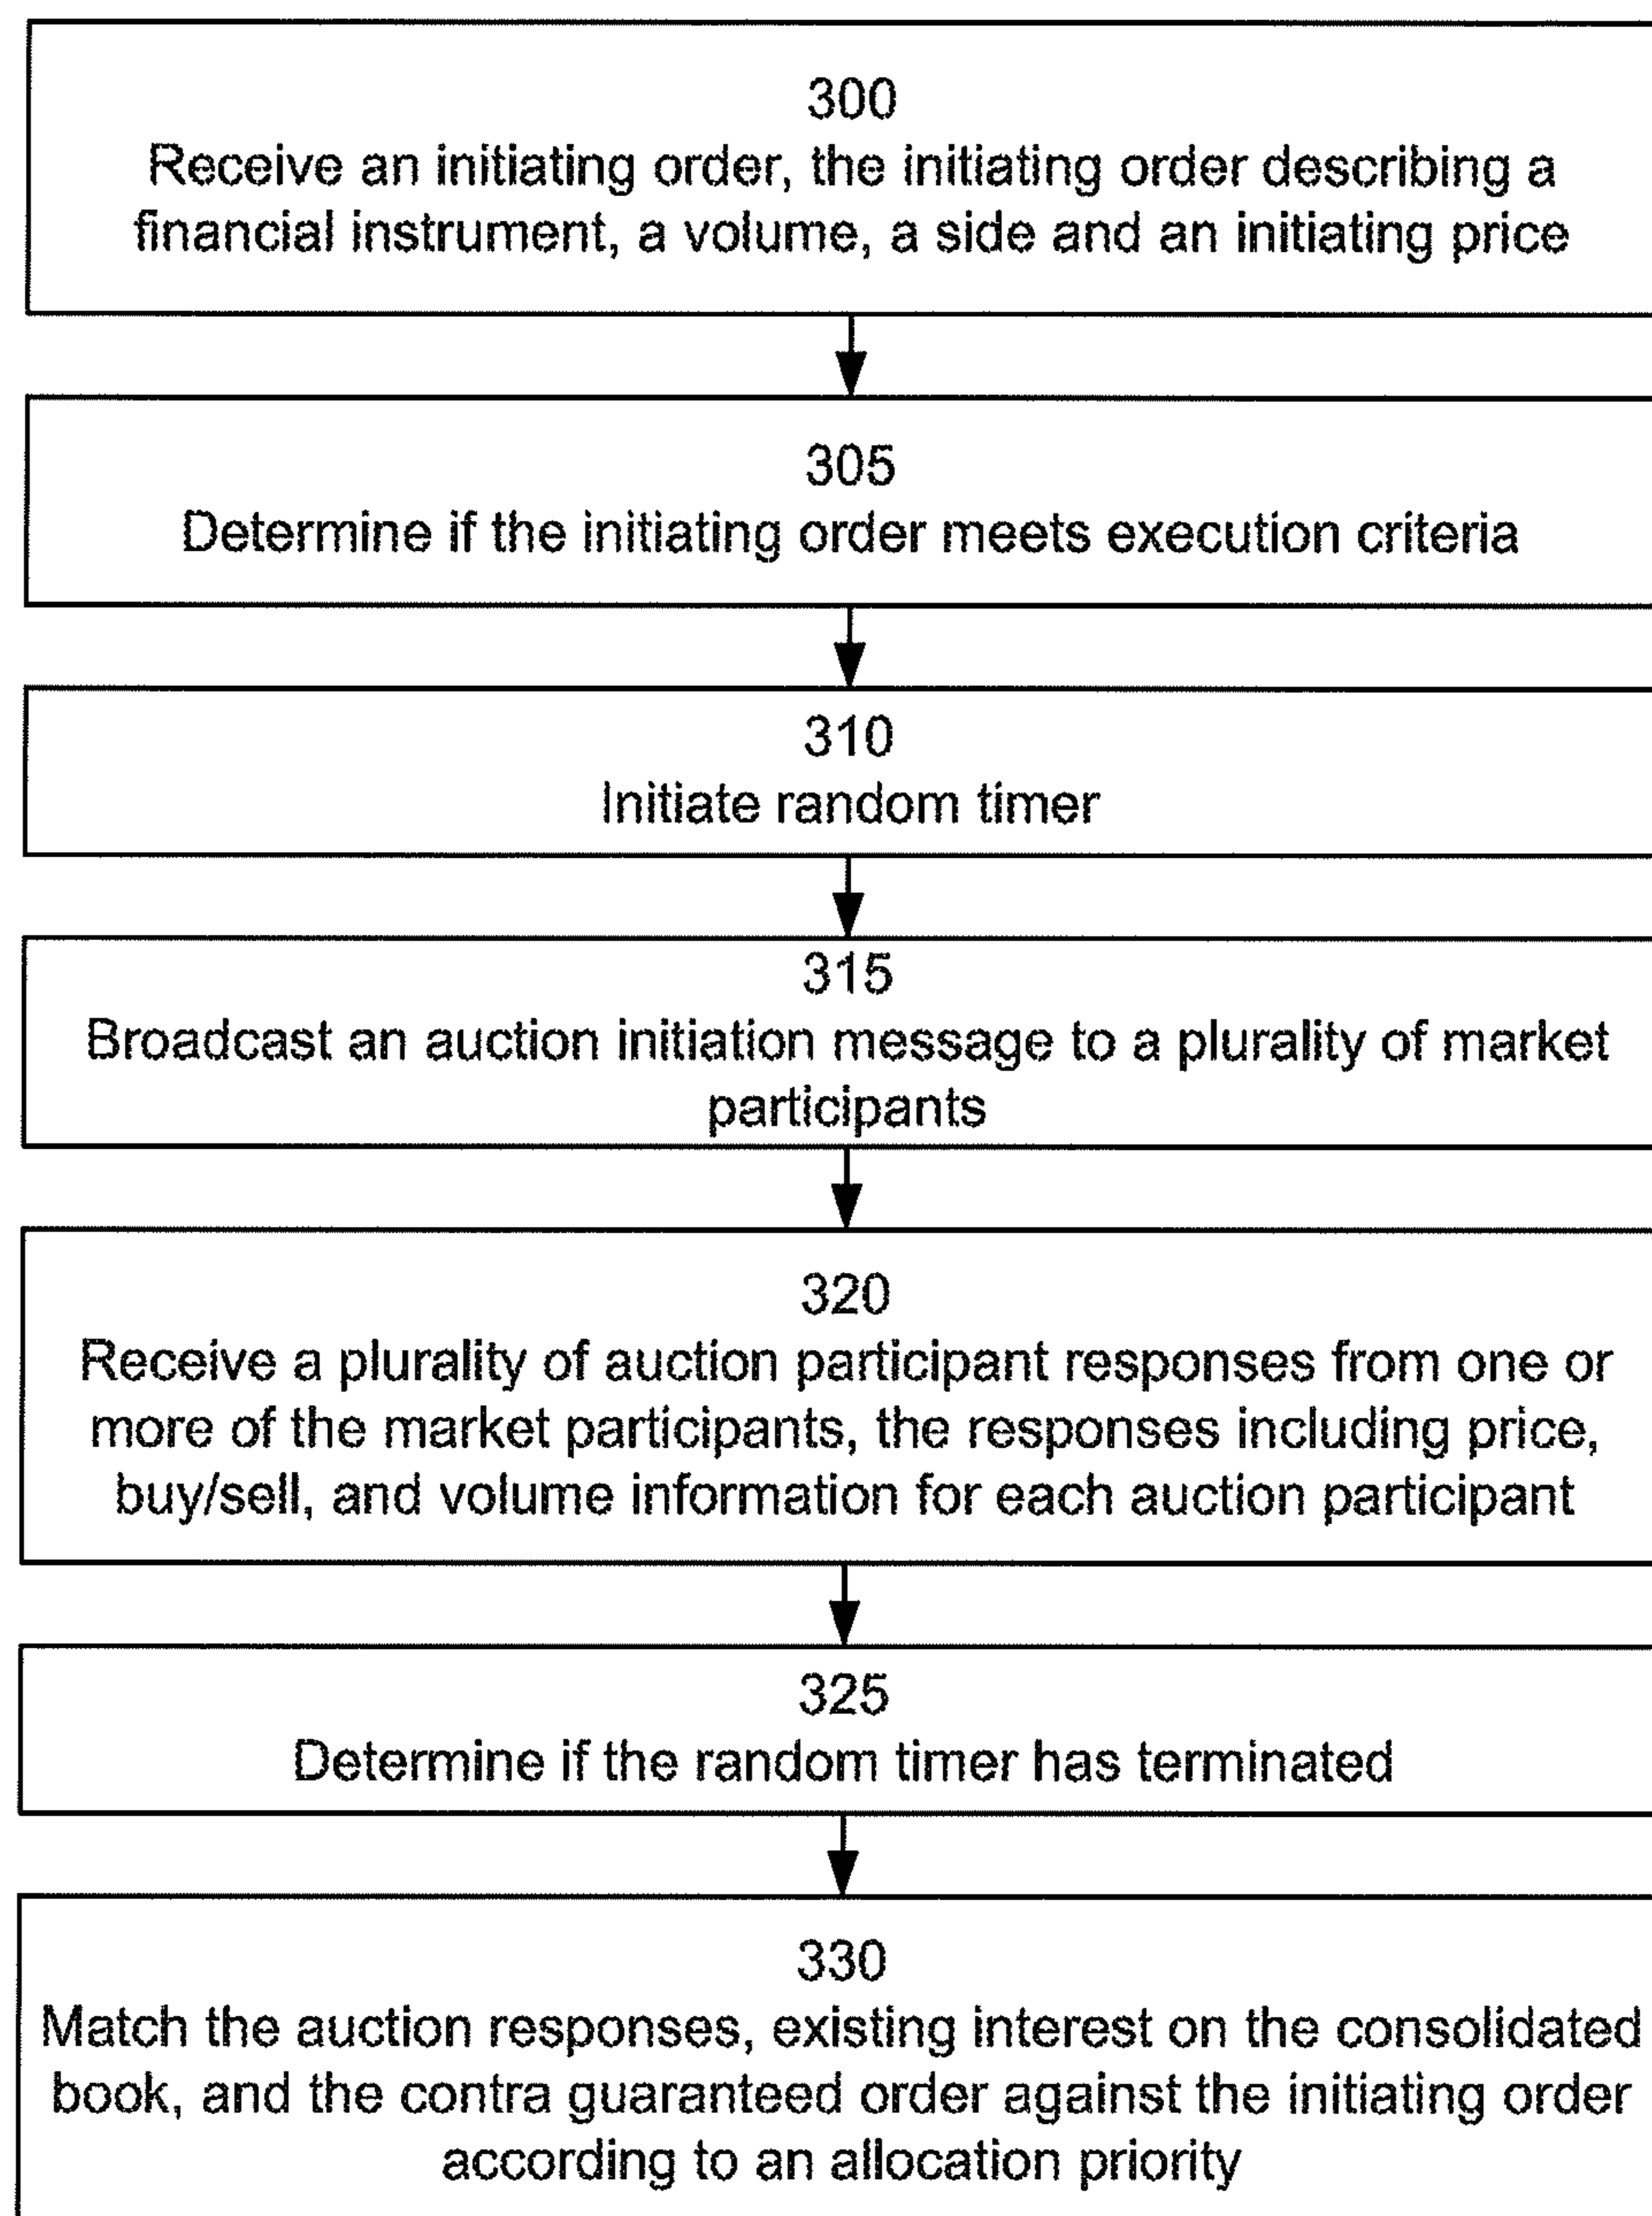 300
Receive an initiating order, the initiating order describing a
financial instrument, a volume, a side and an initiating price
305
Determine if the initiating order meets execution criteria
310
Initiate random timer
315
Broadcast an auction initiation message to a plurality of market
participants
320
Receive a plurality of auction participant responses from one or
more of the market participants, the responses including price,
buy/sell, and volume information for each auction participant
325
Determine if the random timer has terminated
330
Match the auction responses, existing interest on the consolidated
book, and the contra guaranteed order against the initiating order
according to an allocation priority